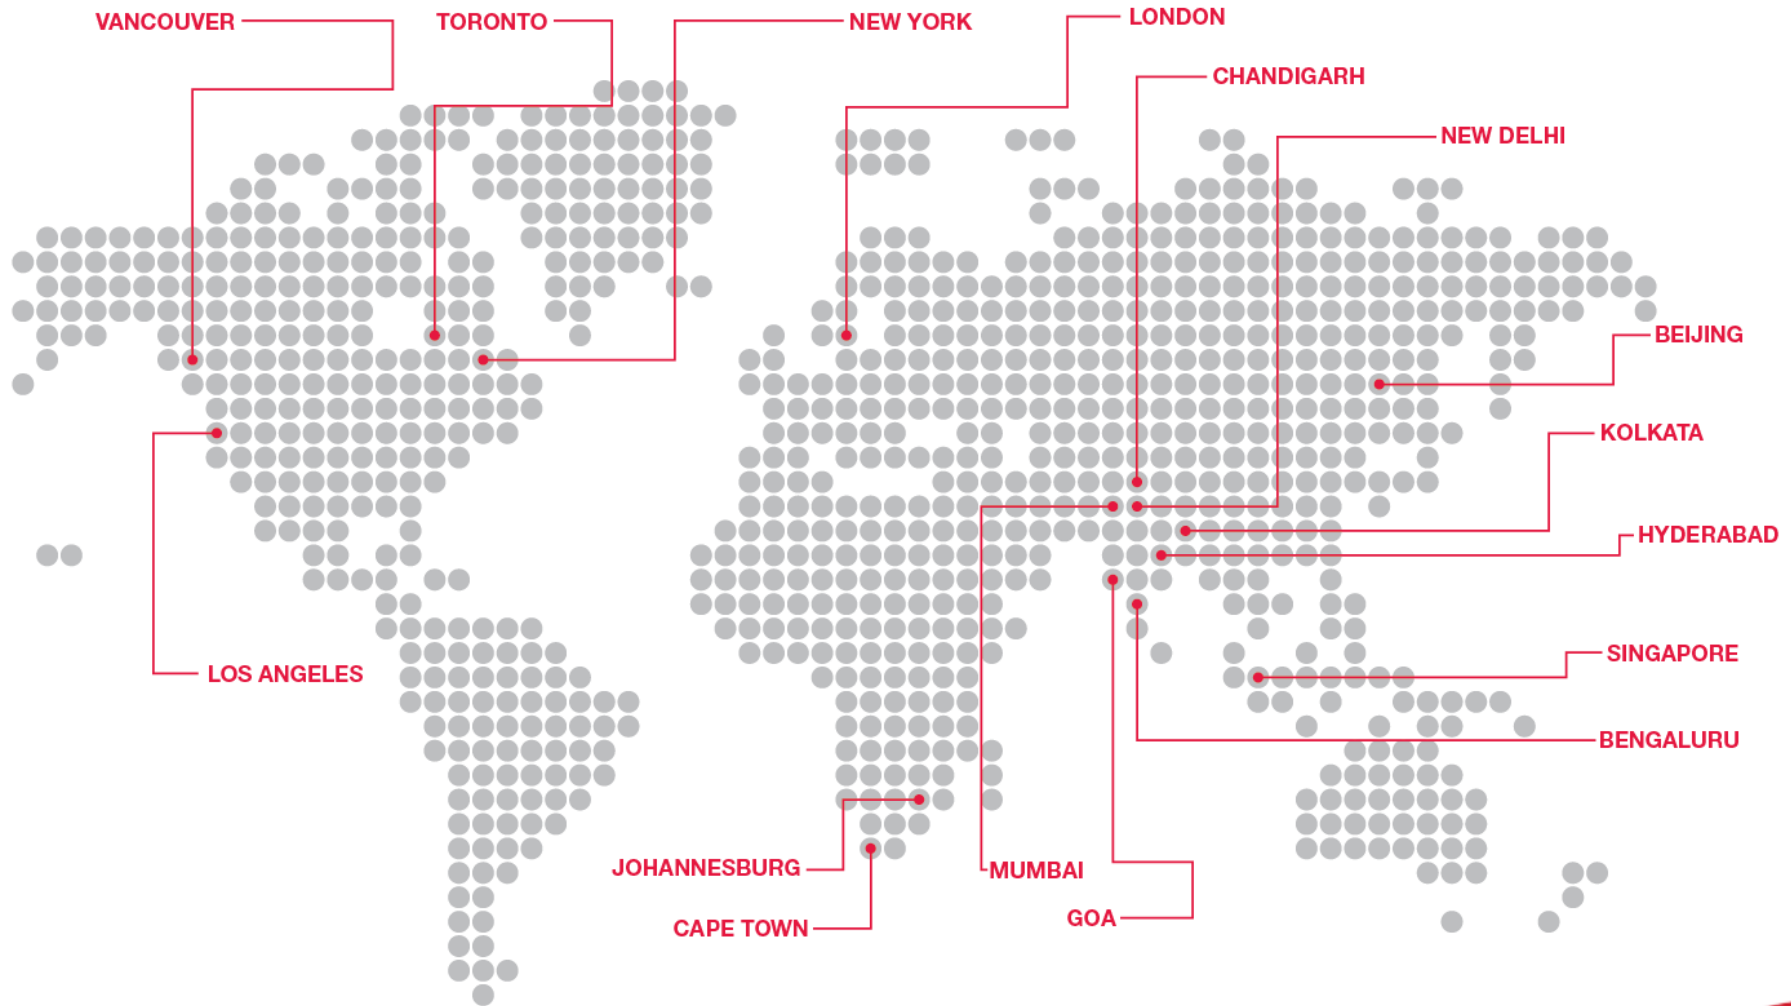 VANCOUVER
TORONTO
NEW YORK
LONDON
CHANDIGARH
NEW DELHI
BEIJING
KOLKATA
HYDERABAD
SINGAPORE
LOS ANGELES
BENGALURU
JOHANNESBURG
MUMBAI
GOA
CAPE TOWN